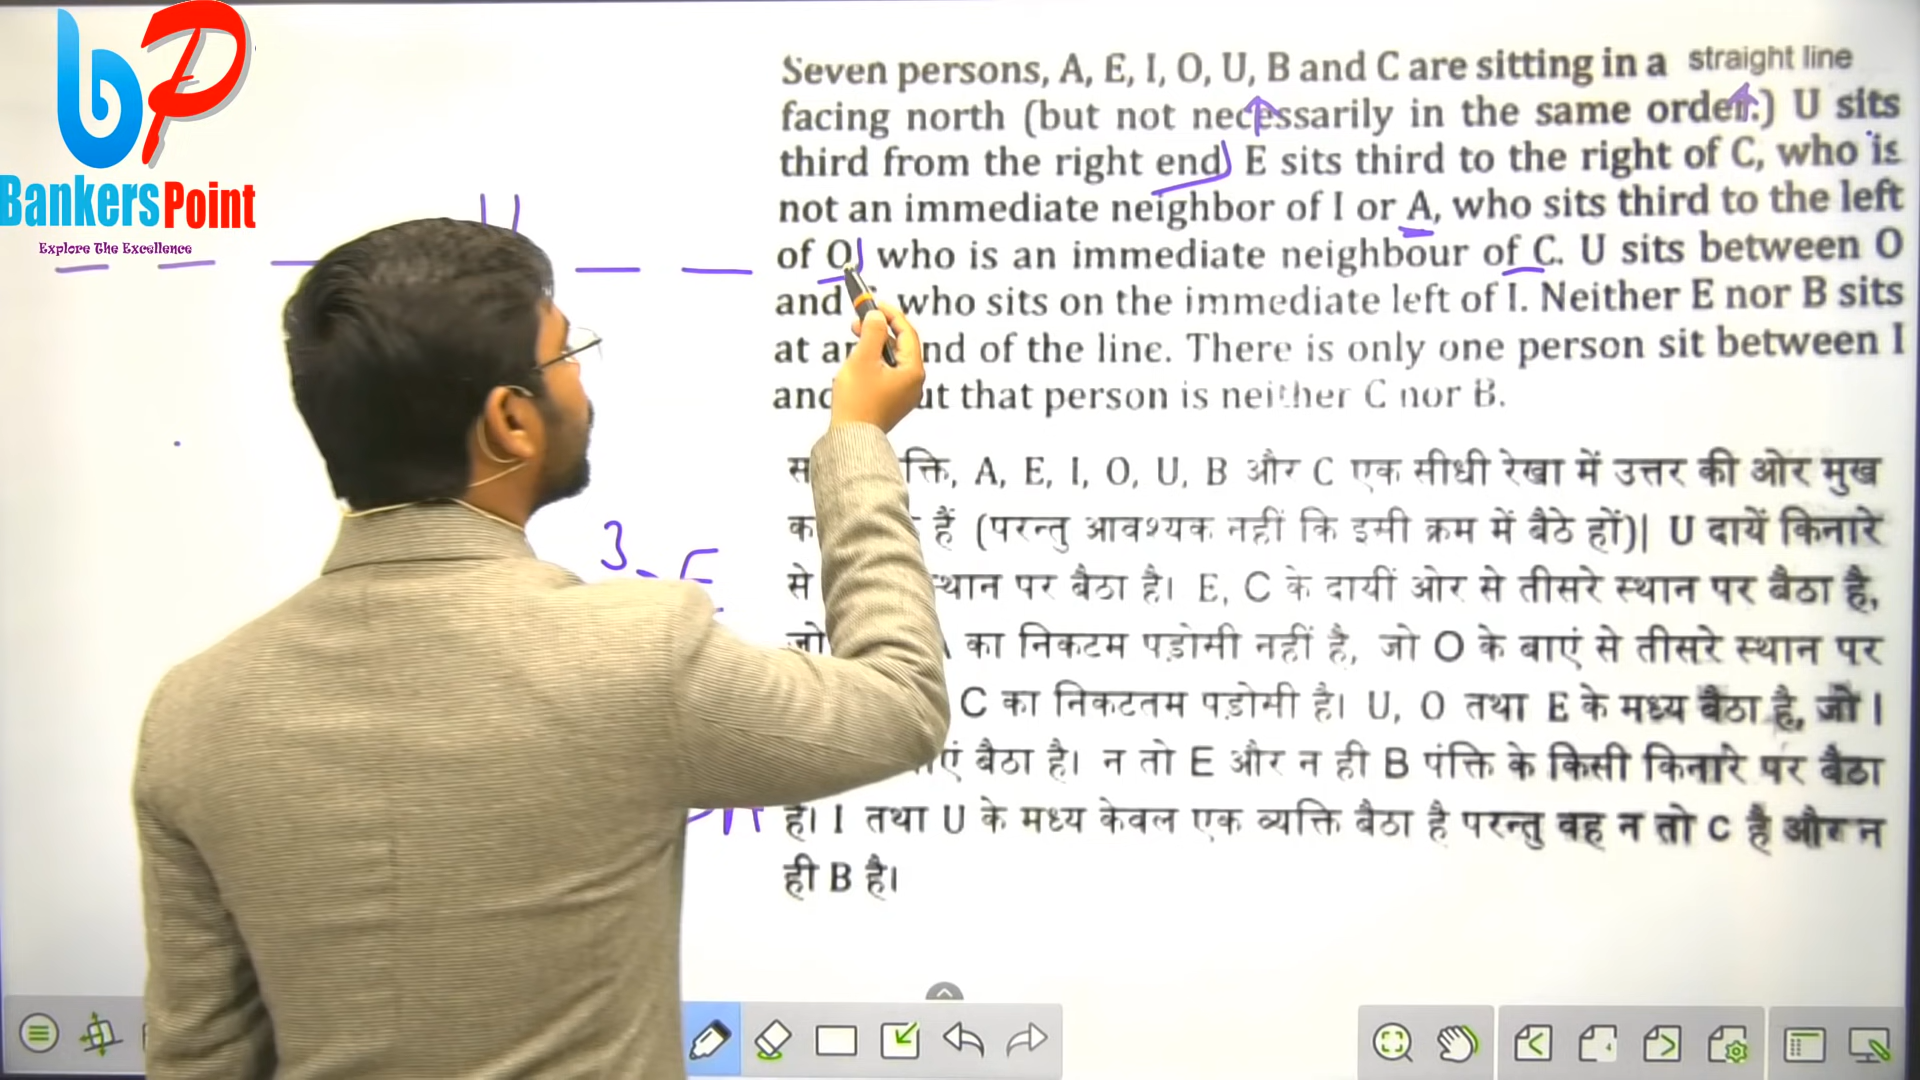 BankersPoint
Explore The Excellence
Seven persons, A, E, I, O, U, B and C are sitting in a straight line
facing north (but not necessarily in the same order.) U sits
third from the right end) E sits third to the right of C, who is
not an immediate neighbor of I or A, who sits third to the left
of O who is an immediate neighbour of C. U sits between O
and who sits on the immediate left of I. Neither E nor B sits
at nd of the line. There is only one person sit between I
and ut that person is neither C nor B.
U
स क्ति, A, E, I, O, U, B और C एक सीधी रेखा में उत्तर की ओर मुख
क हैं (परन्तु आवश्यक नहीं कि इसी क्रम में बैठे हों)| U दायें किनारे
से स्थान पर बैठा है। E, C के दायीं ओर से तीसरे स्थान पर बैठा है,
जो का निकटम पड़ोमी नहीं है, जो O के बाएं से तीसरे स्थान पर
C का निकटतम पड़ोमी है। U, O तथा E के मध्य बैठा है, जो I
एं बैठा है। न तो E और न ही B पंक्ति के किसी किनारे पर बैठा
है। I तथा U के मध्य केवल एक व्यक्ति बैठा है परन्तु वह न तो C है और न
ही B है।
3